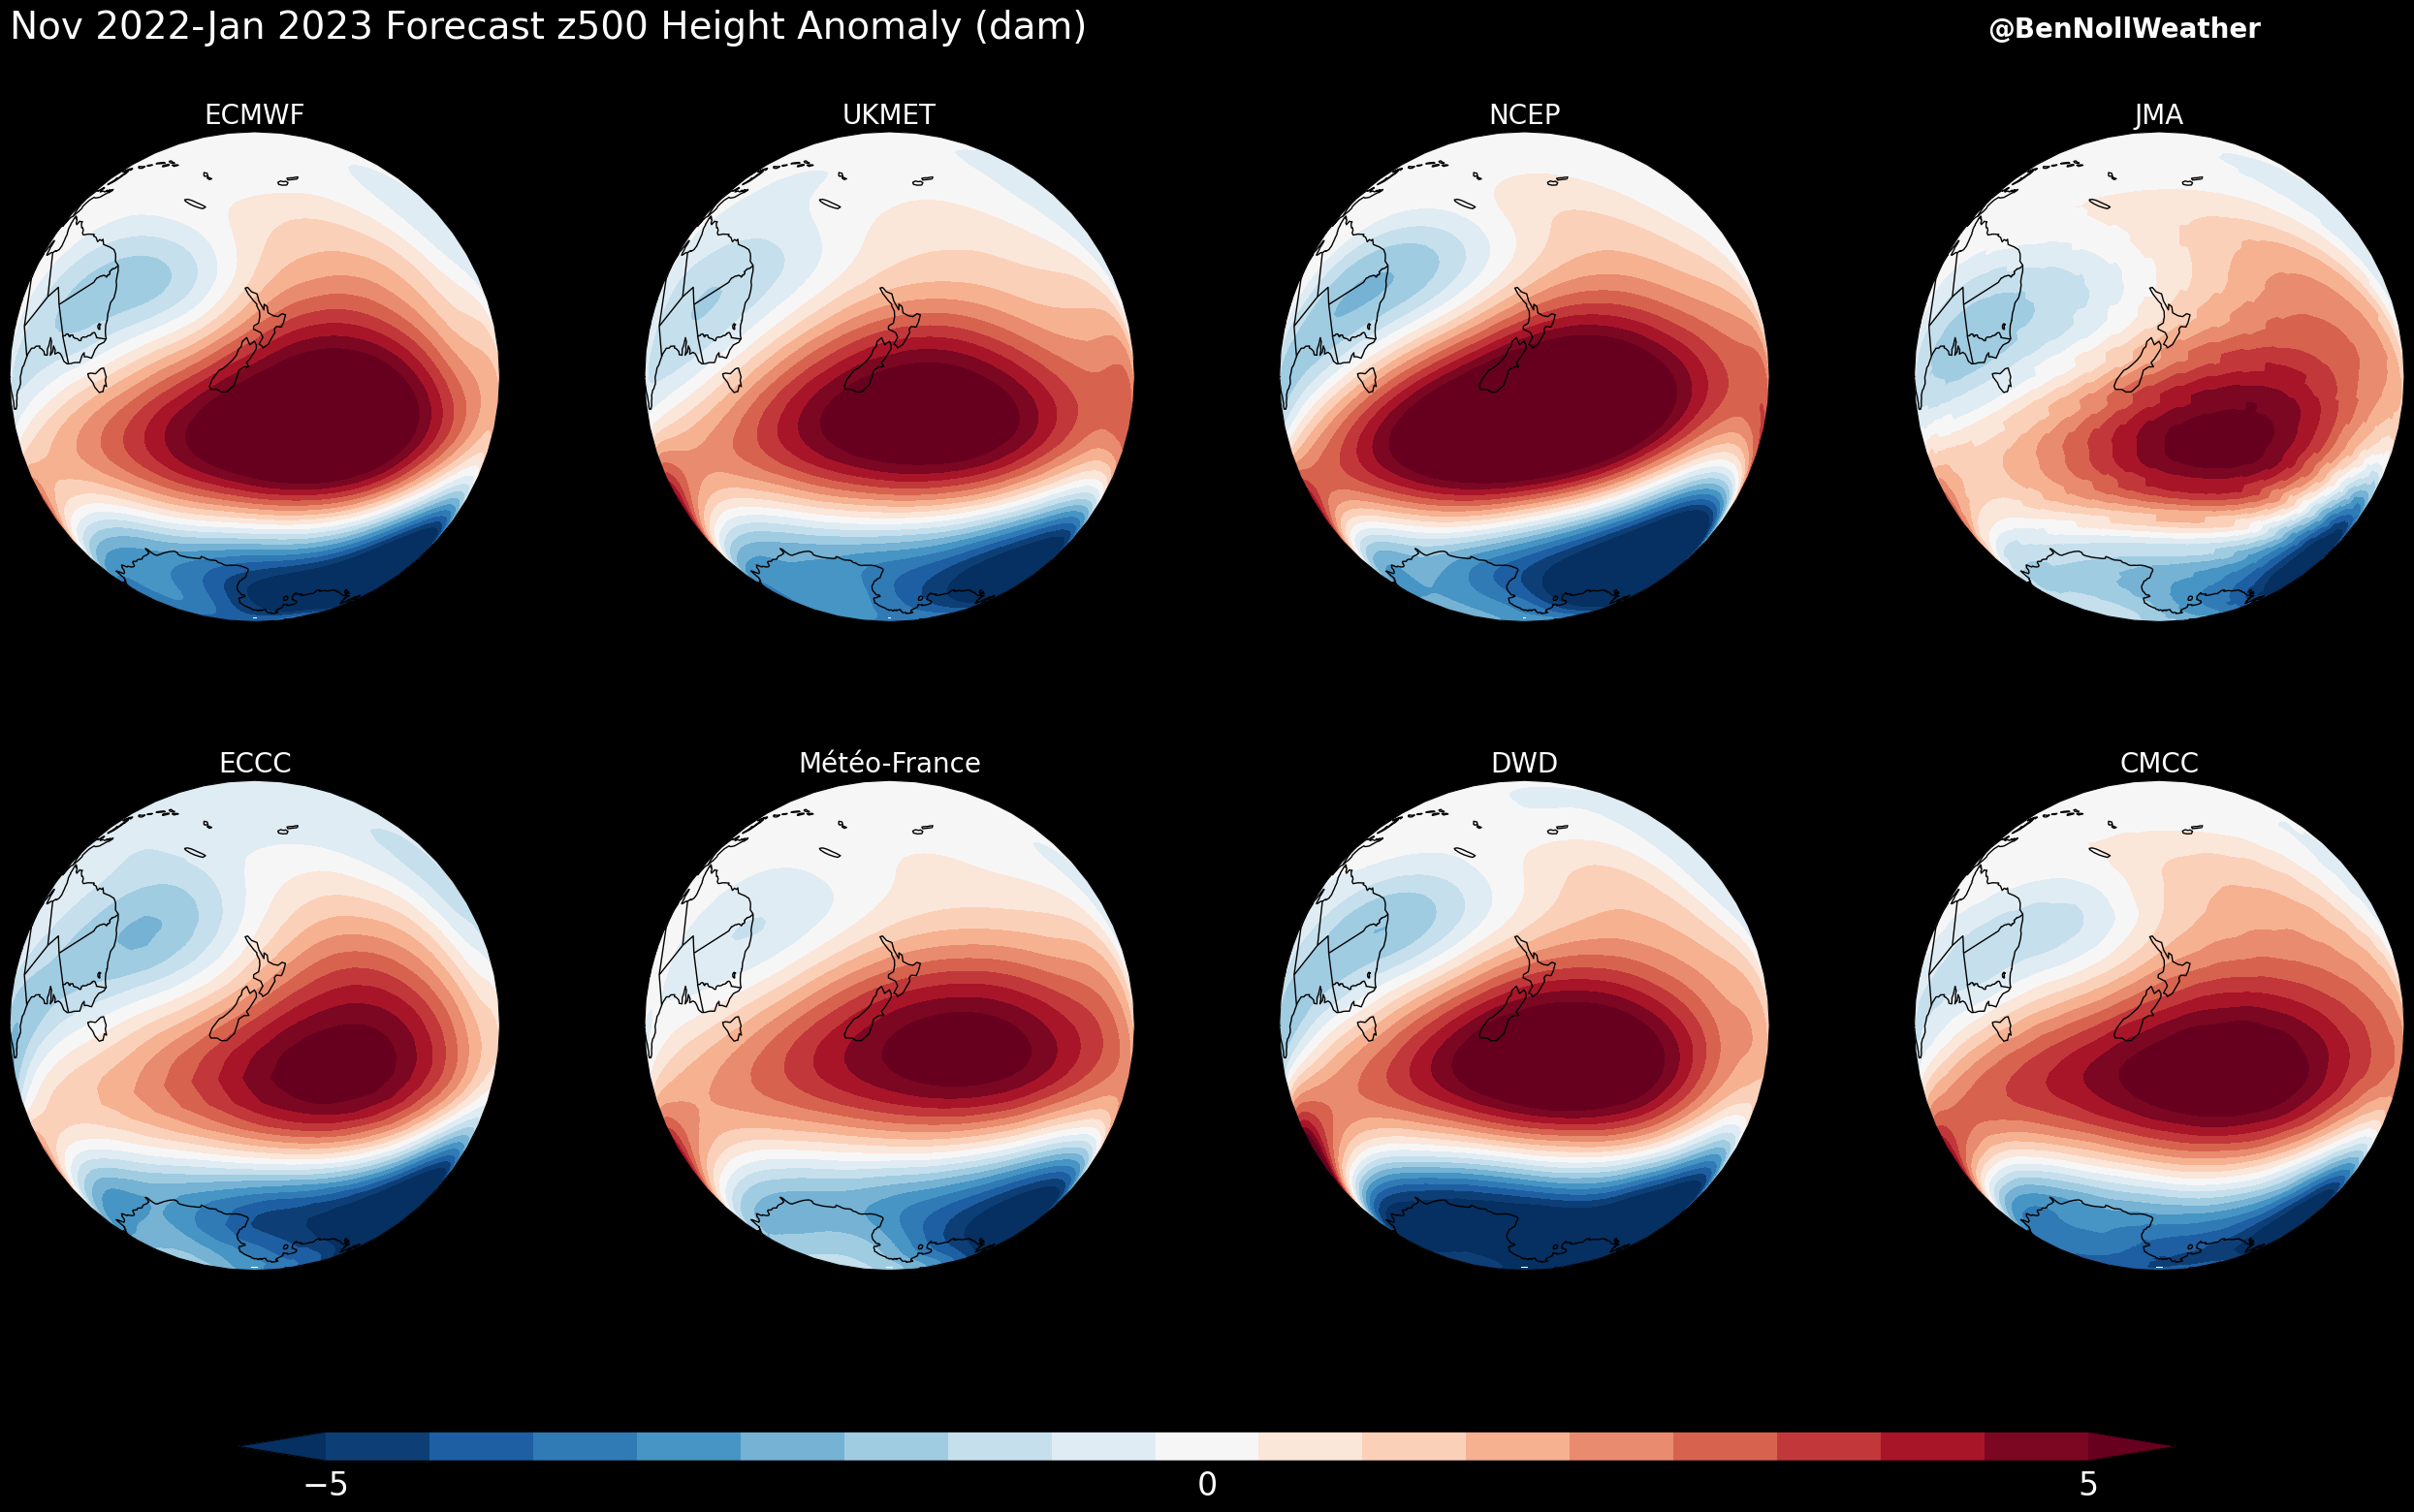 Nov 2022-Jan 2023 Forecast z500 Height Anomaly (dam)
@BenNollWeather
ECMWF
UKMET
NCEP
JMA
ECCC
Météo-France
DWD
CMCC
−5
0
5